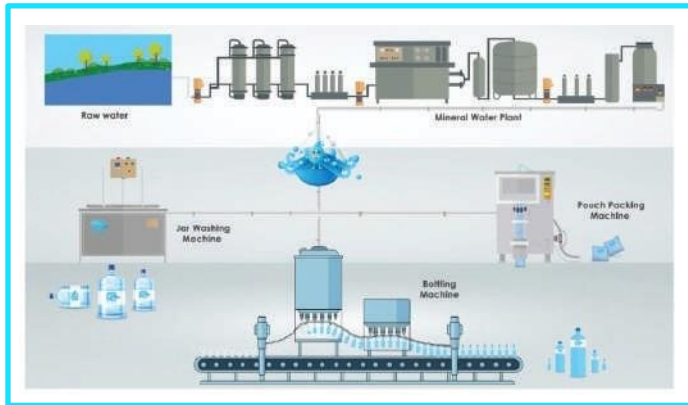 Raw water
Mineral Water Plant
Jar Washing
Machine
Pouch Packing
Machine
Bottling
Machine